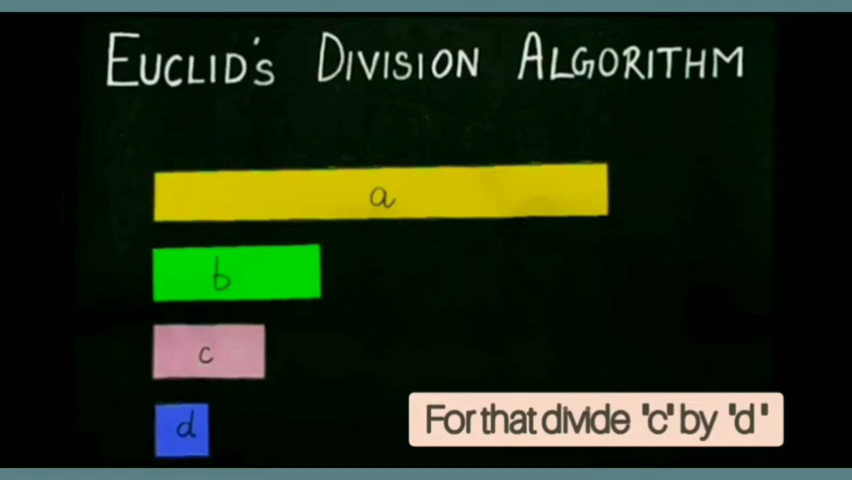 EUCLID's DIVISION ALGORITHM
a
b
c
d
For that divide "c" by "d"